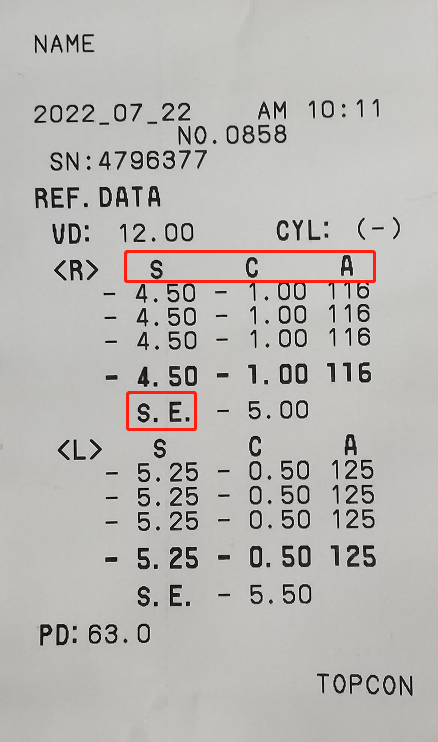 NAME
2022_07_22 AM 10:11
NO.0858
SN:4796377
REF.DATA
VD: 12.00 CYL: (-)
<R> S C A
- 4.50 - 1.00 116
- 4.50 - 1.00 116
- 4.50 - 1.00 116
- 4.50 - 1.00 116
S.E. - 5.00
<L> S C A
- 5.25 - 0.50 125
- 5.25 - 0.50 125
- 5.25 - 0.50 125
- 5.25 - 0.50 125
S.E. - 5.50
PD: 63.0
TOPCON